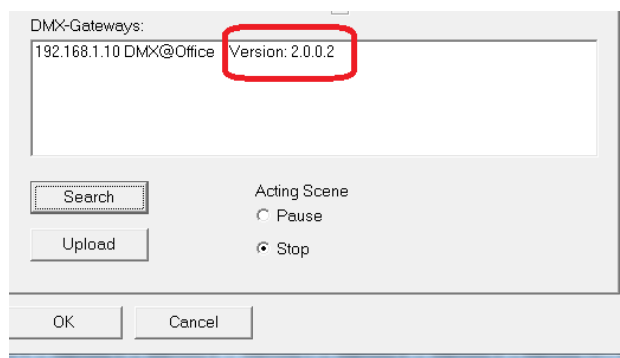 DMX-Gateways:
192.168.1.10 DMX@Office Version: 2.0.0.2
Search
Acting Scene
Pause
Upload
Stop
OK Cancel